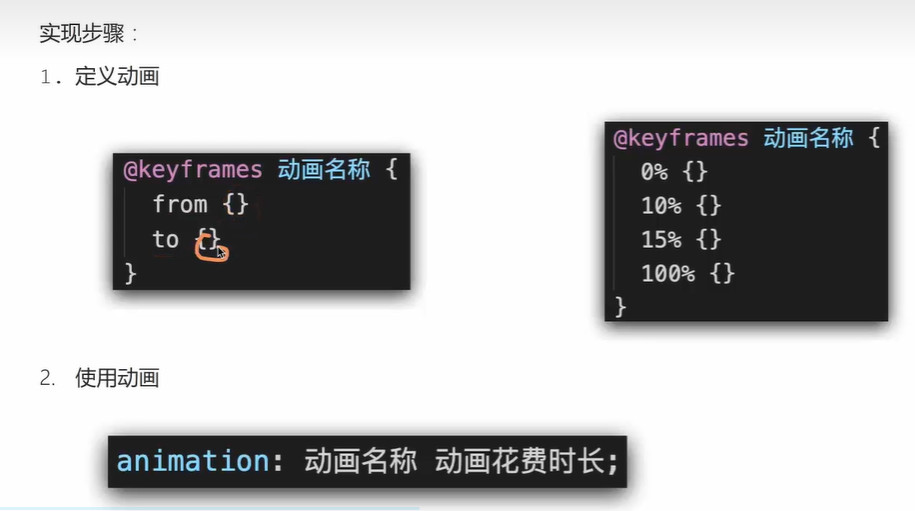 实现步骤：
1. 定义动画
@keyframes 动画名称 {
from {}
to {}
}
@keyframes 动画名称 {
0% {}
10% {}
15% {}
100% {}
}
2. 使用动画
animation: 动画名称 动画花费时长;